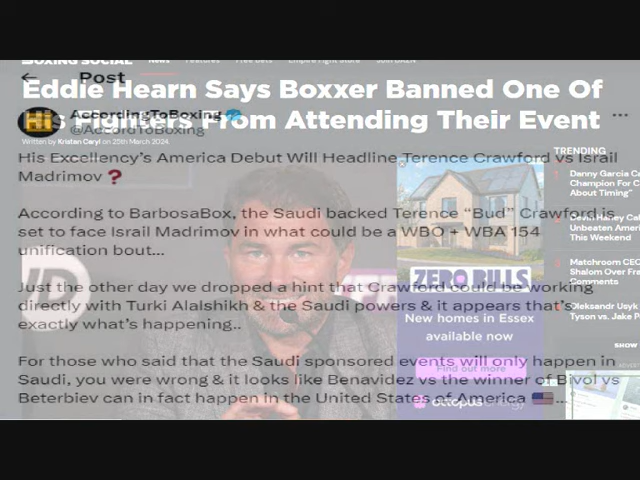 BOXING SOCIAL
News
Features
Post
Eddie Hearn Says Boxxer Banned One Of
His Fighters From Attending Their Event
AccordingToBoxing
@AccordToBoxing
Written by Kristian Caryl on 25th March 2024
His Excellency's America Debut Will Headline Terence Crawford vs Israil
Madrimov ❓
According to BarbosaBox, the Saudi backed Terence “Bud” Crawford is
set to face Israil Madrimov in what could be a WBO + WBA 154
unification bout...
Just the other day we dropped a hint that Crawford could be working
directly with Turki Alalshikh & the Saudi powers & it appears that's
exactly what's happening..
For those who said that the Saudi sponsored events will only happen in
Saudi, you were wrong & it looks like Benavidez vs the winner of Bivol vs
Beterbiev can in fact happen in the United States of America 🇺🇸...
ZERO BILLS
New homes in Essex
available now
Find out more
octopus
TRENDING
Danny Garcia
Champion For
About Timing"
Devin Haney
Unbeaten
This Weekend
Matchroom CEO
Shalom Over
Comments
Oleksandr Usyk
Tyson vs. Jake
SHOW